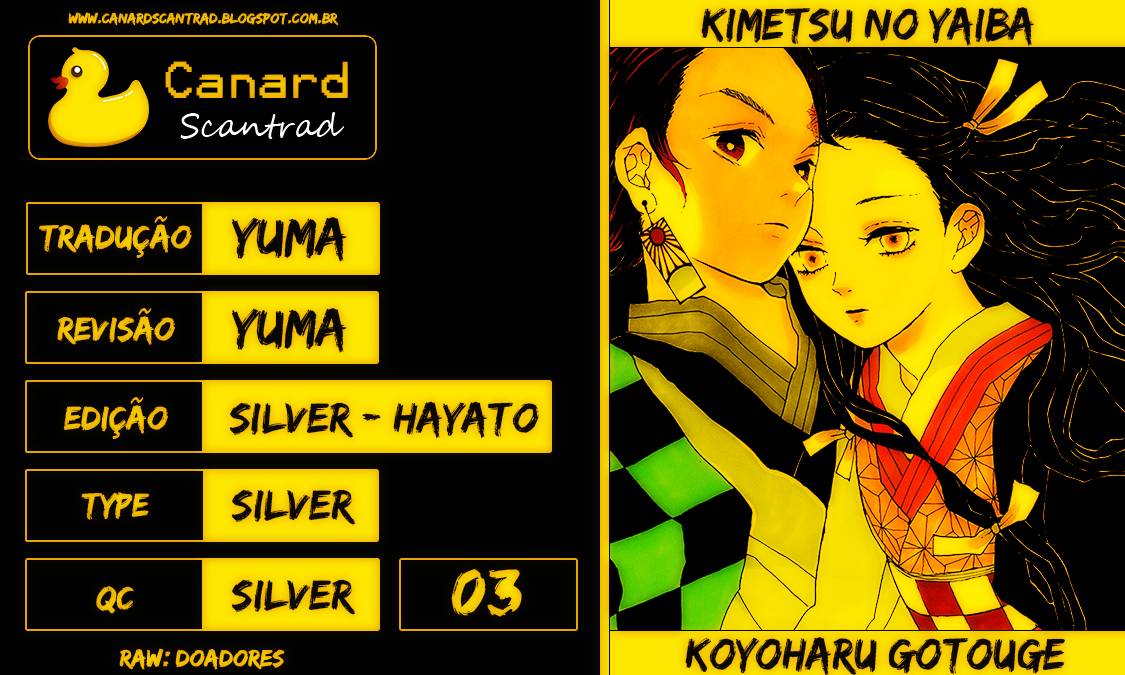 WWW.CANARDSCANTRAD.BLOGSPOT.COM.BR
Canard
Scantrad
TRADUÇÃO YUMA
REVISÃO YUMA
EDIÇÃO SILVER - HAYATO
TYPE SILVER
QC SILVER 03
RAW: DOADORES
KIMETSU NO YAIBA
KOYOHARU GOTOUGE